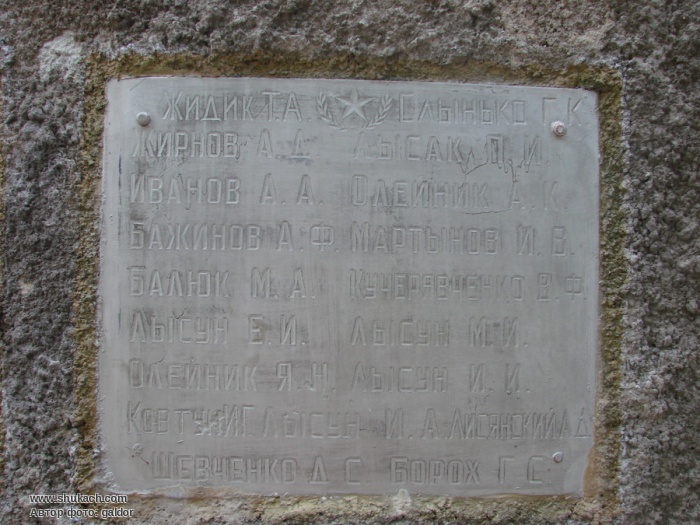 Жидик Т.А. Слынько Г.К.
Жирнов А.Д. Лысак П.И.
Иванов А.А. Олейник А.К.
Бажинов А.Ф. Мартынов И.В.
Балюк М.А. Кучерявченко В.Ф.
Лысун Е.И. Лысун М.И.
Олейник Я.Н. Лысун И.И.
Ковтун И.Г. Лысун И.А. Лисянский А.Д.
Шевченко Д.С. Борох Г.С.
www.shukach.com
Автор фото: galdor